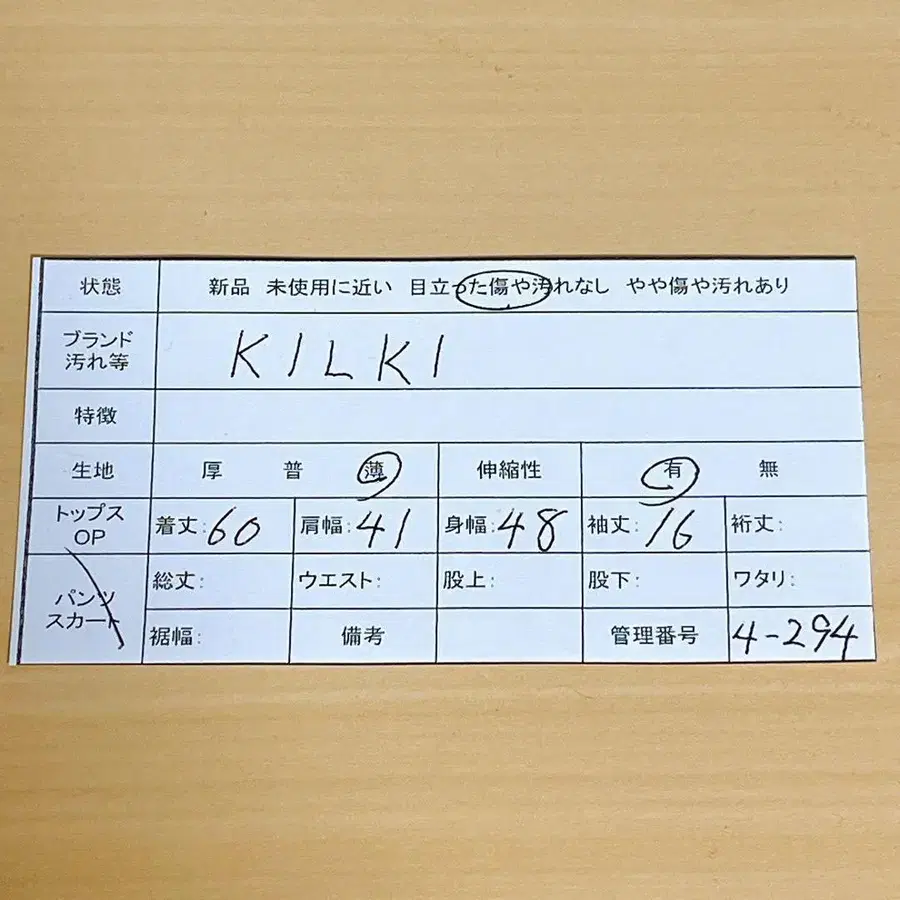 状態 新品 未使用に近い 目立った傷や汚れなし やや傷や汚れあり
ブランド
汚れ等 KILKI
特徴
生地 厚 普 薄 伸縮性 有 無
トップス
OP 着丈:60 肩幅:41 身幅:48 袖丈:16 裄丈:
パンツ
スカート
総丈: ウエスト: 股上: 股下: ワタリ:
裾幅: 備考 管理番号 4-294